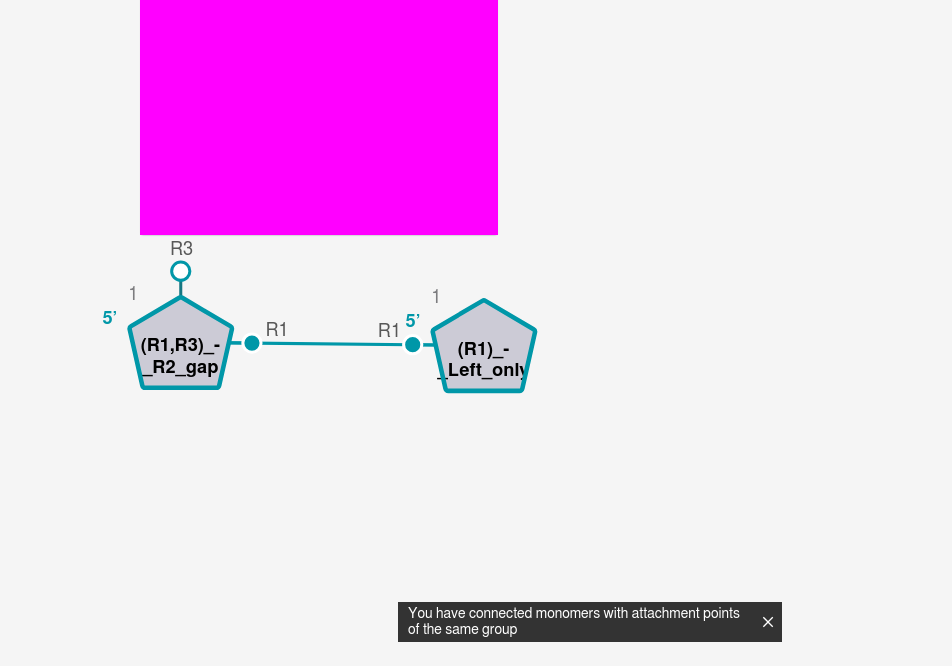 R3
1
5’
(R1,R3)_-
_R2_gap
R1
R1
1
5’
(R1)_-
_Left_only
You have connected monomers with attachment points
of the same group